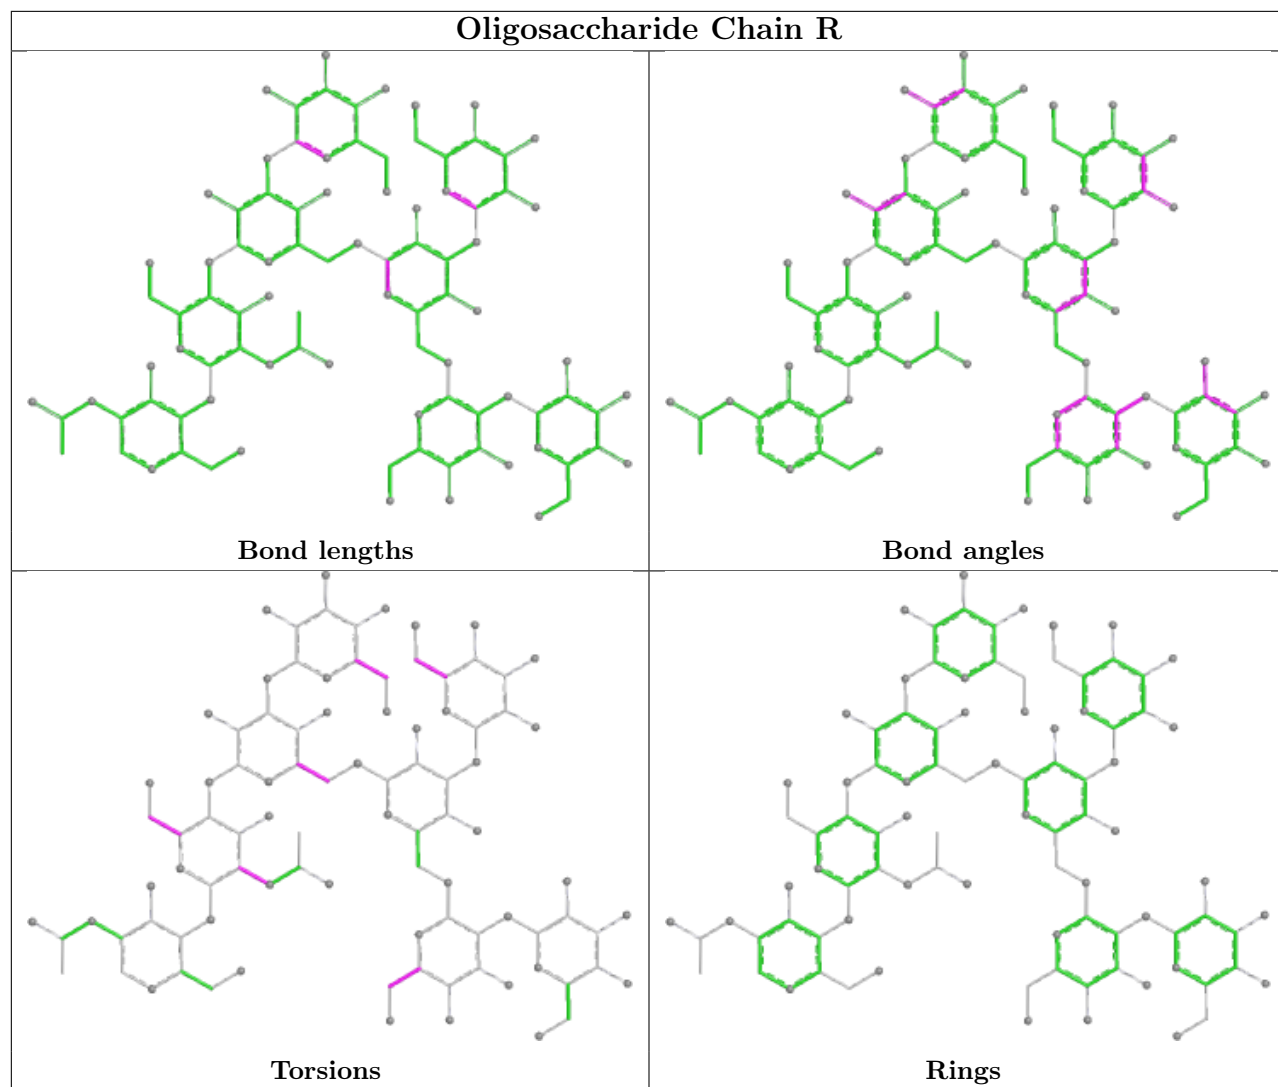 Oligosaccharide Chain R
Bond lengths
Bond angles
Torsions
Rings